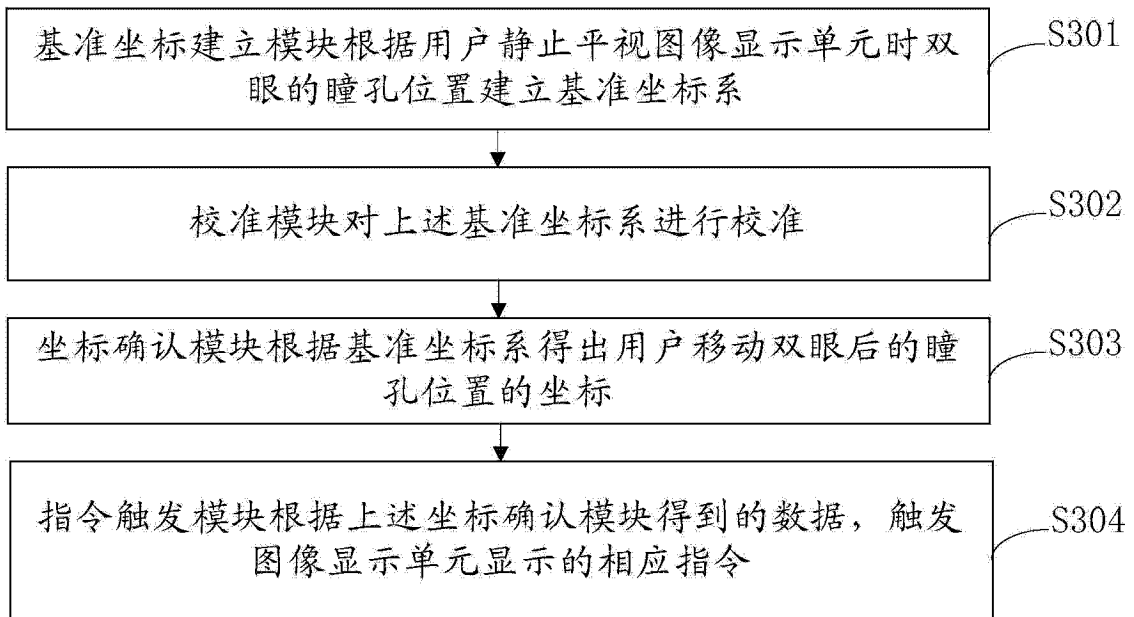 基准坐标建立模块根据用户静止平视图像显示单元时双
眼的瞳孔位置建立基准坐标系
S301
校准模块对上述基准坐标系进行校准
S302
坐标确认模块根据基准坐标系得出用户移动双眼后的瞳
孔位置的坐标
S303
指令触发模块根据上述坐标确认模块得到的数据，触发
图像显示单元显示的相应指令
S304